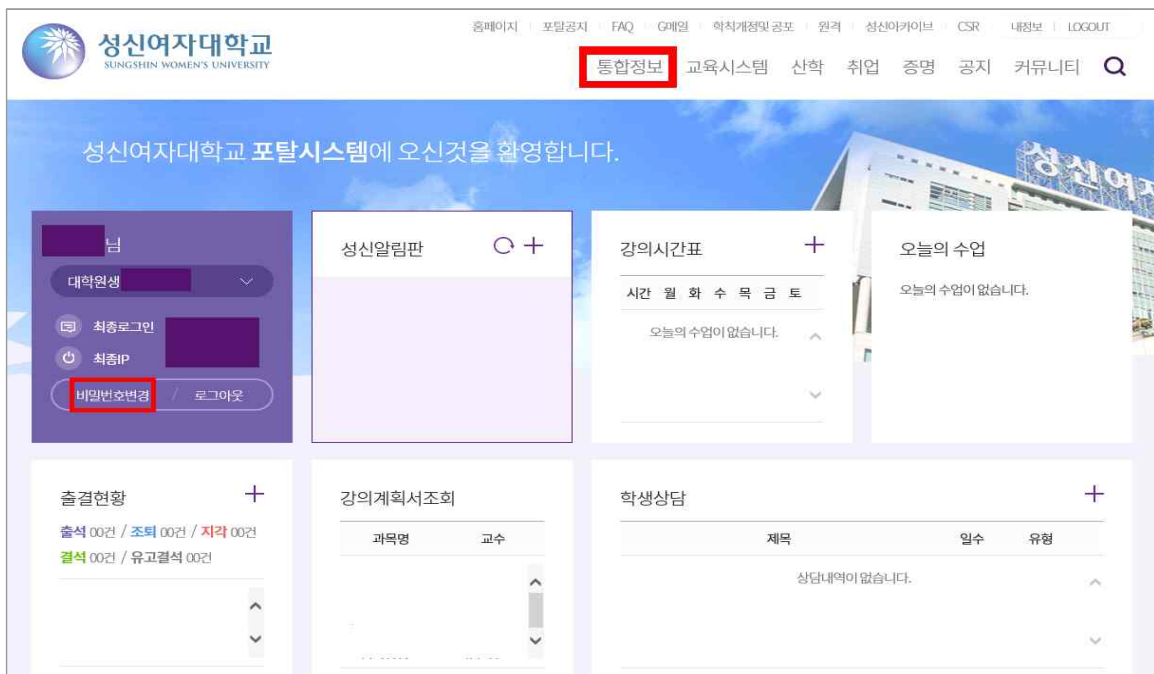 홈페이지 포탈공지 FAQ G메일 학칙개정및공포 원격 성신아카이브 CSR 내정보 LOGOUT
성신여자대학교
SUNGSHIN WOMEN'S UNIVERSITY
통합정보 교육시스템 산학 취업 증명 공지 커뮤니티
성신여자대학교 포탈시스템에 오신것을 환영합니다.
성신여자
님
대학원생
최종로그인
최종IP
비밀번호변경 / 로그아웃
성신알림판
강의시간표
시간 월 화 수 목 금 토
오늘의 수업이 없습니다.
오늘의 수업
오늘의 수업이 없습니다.
출결현황
출석 00건 / 조퇴 00건 / 지각 00건
결석 00건 / 유고결석 00건
강의계획서조회
과목명 교수
학생상담
제목 일수 유형
상담내역이 없습니다.